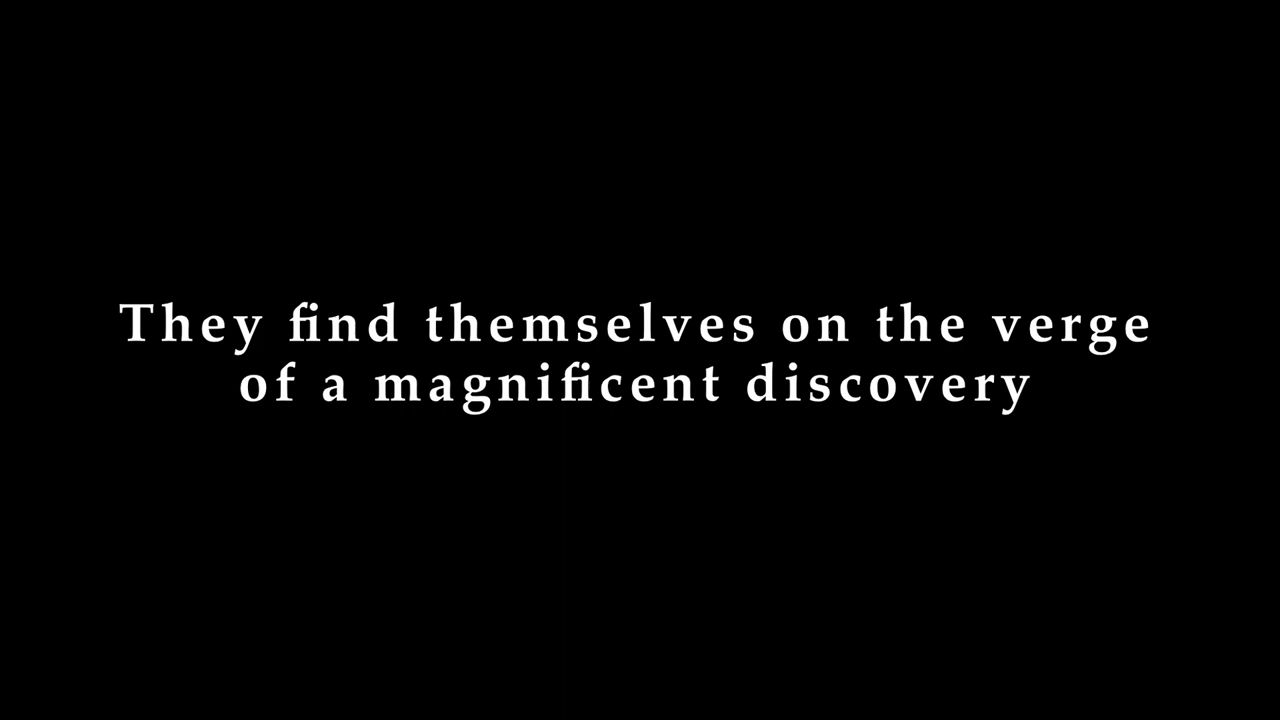 They find themselves on the verge
of a magnificent discovery